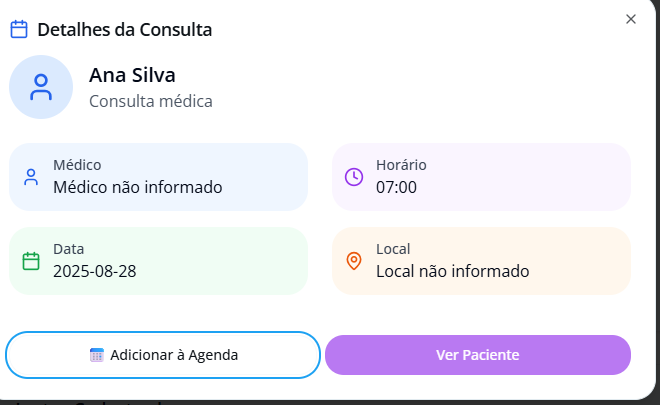 Detalhes da Consulta
Ana Silva
Consulta médica
Médico
Médico não informado
Horário
07:00
Data
2025-08-28
Local
Local não informado
Adicionar à Agenda
Ver Paciente